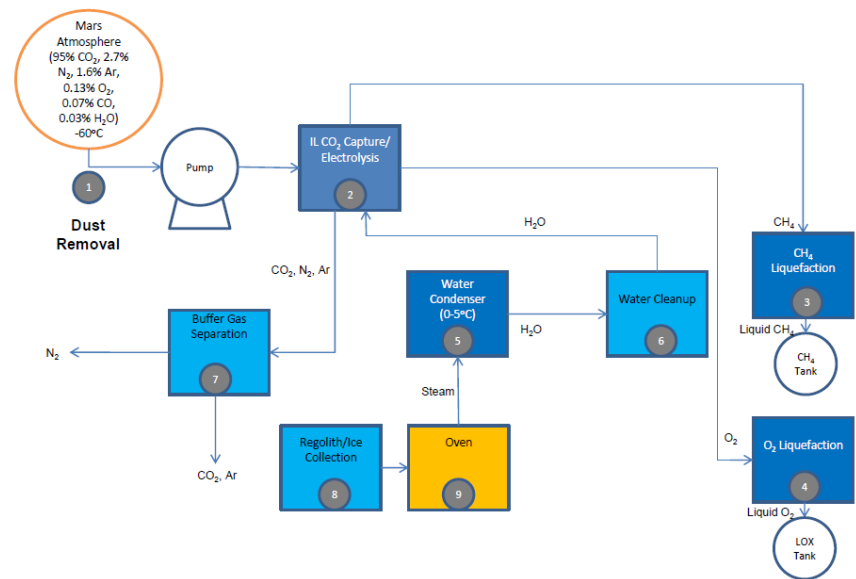 Mars
Atmosphere
(95% CO₂, 2.7%
N₂, 1.6% Ar,
0.13% O₂,
0.07% CO,
0.03% H₂O)
-60°C
1
Dust
Removal
Pump
IL CO₂ Capture/
Electrolysis
2
CH₄
CH₄
Liquefaction
3
Liquid CH₄
CH₄
Tank
H₂O
CO₂, N₂, Ar
Water
Condenser
(0-5°C)
5
H₂O
Water Cleanup
6
Buffer Gas
Separation
7
N₂
CO₂, Ar
Steam
Regolith/Ice
Collection
8
Oven
9
O₂
O₂ Liquefaction
4
Liquid O₂
LOX
Tank